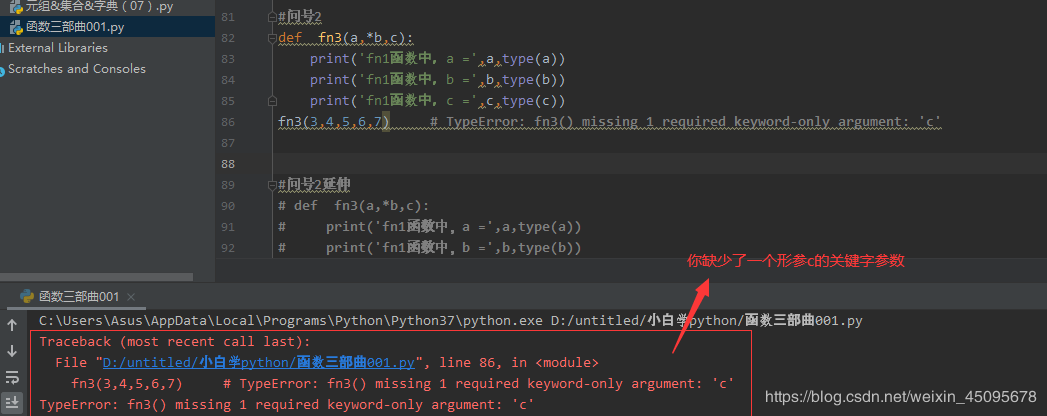 元组&集合&字典（07）.py
函数三部曲001.py
External Libraries
Scratches and Consoles
81 #问号2
82 def  fn3(a,*b,c):
83 print('fn1函数中，a =',a,type(a))
84 print('fn1函数中，b =',b,type(b))
85 print('fn1函数中，c =',c,type(c))
86 fn3(3,4,5,6,7)     # TypeError: fn3() missing 1 required keyword-only argument: 'c'
87
88
89 #问号2延伸
90 # def  fn3(a,*b,c):
91 #     print('fn1函数中，a =',a,type(a))
92 #     print('fn1函数中，b =',b,type(b))
你缺少了一个形参c的关键字参数
函数三部曲001
C:\Users\Asus\AppData\Local\Programs\Python\Python37\python.exe D:/untitled/小白学python/函数三部曲001.py
Traceback (most recent call last):
File "D:/untitled/小白学python/函数三部曲001.py", line 86, in <module>
fn3(3,4,5,6,7)     # TypeError: fn3() missing 1 required keyword-only argument: 'c'
TypeError: fn3() missing 1 required keyword-only argument: 'c'
https://blog.csdn.net/weixin_45095678